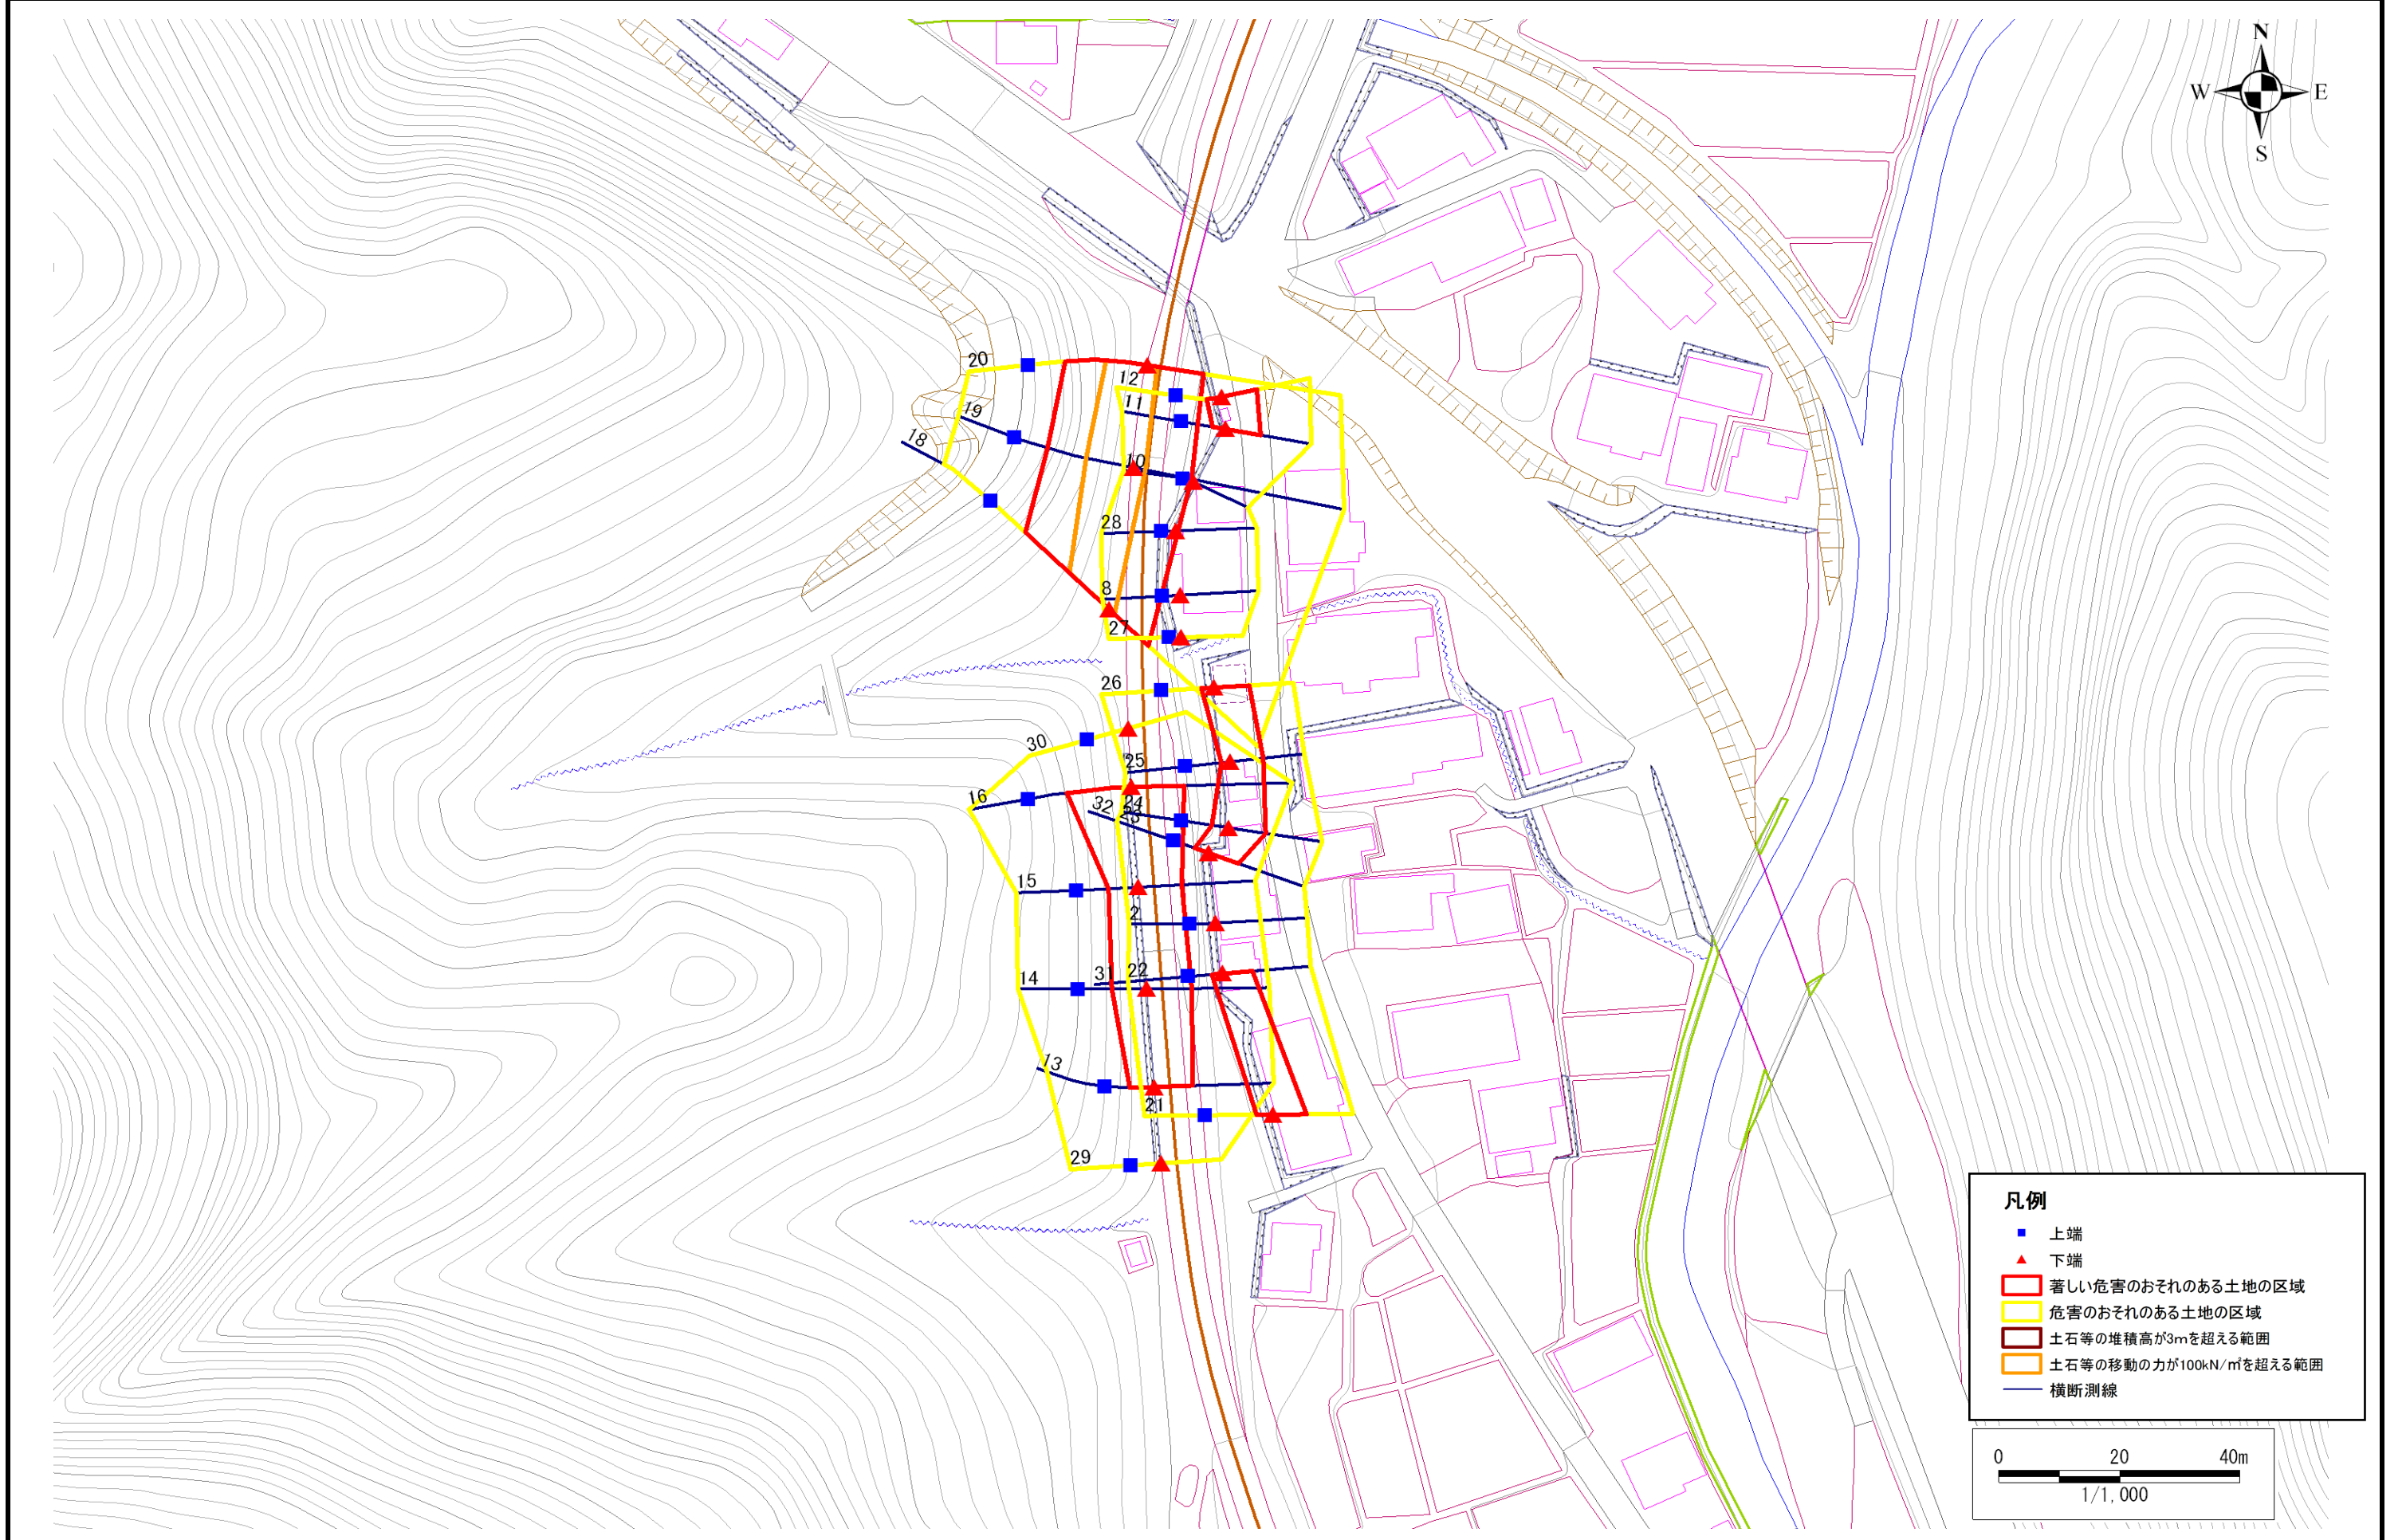 N
W E
S
20
12
19
11
18
10
28
8
27
26
30
25
16
32 24
23
15
2
22
31
14
13
21
29
凡例
上端
下端
著しい危害のおそれのある土地の区域
危害のおそれのある土地の区域
土石等の堆積高が3mを超える範囲
土石等の移動の力が100kN/㎡を超える範囲
横断測線
0 20 40m
1/1,000